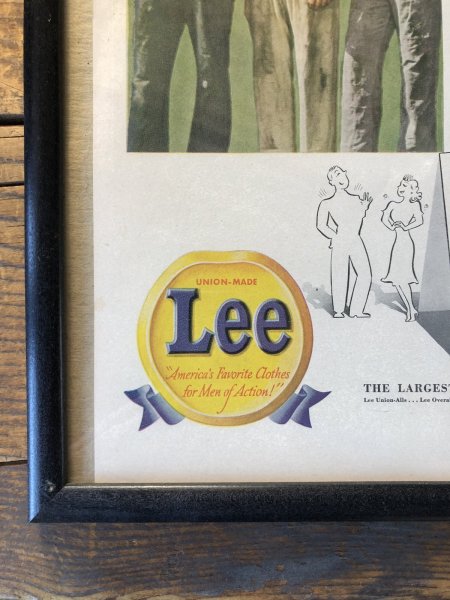 UNION-MADE
Lee
"America's Favorite Clothes
for Men of Action!"
THE LARGEST
Lee Union-Alls . . . Lee Overa